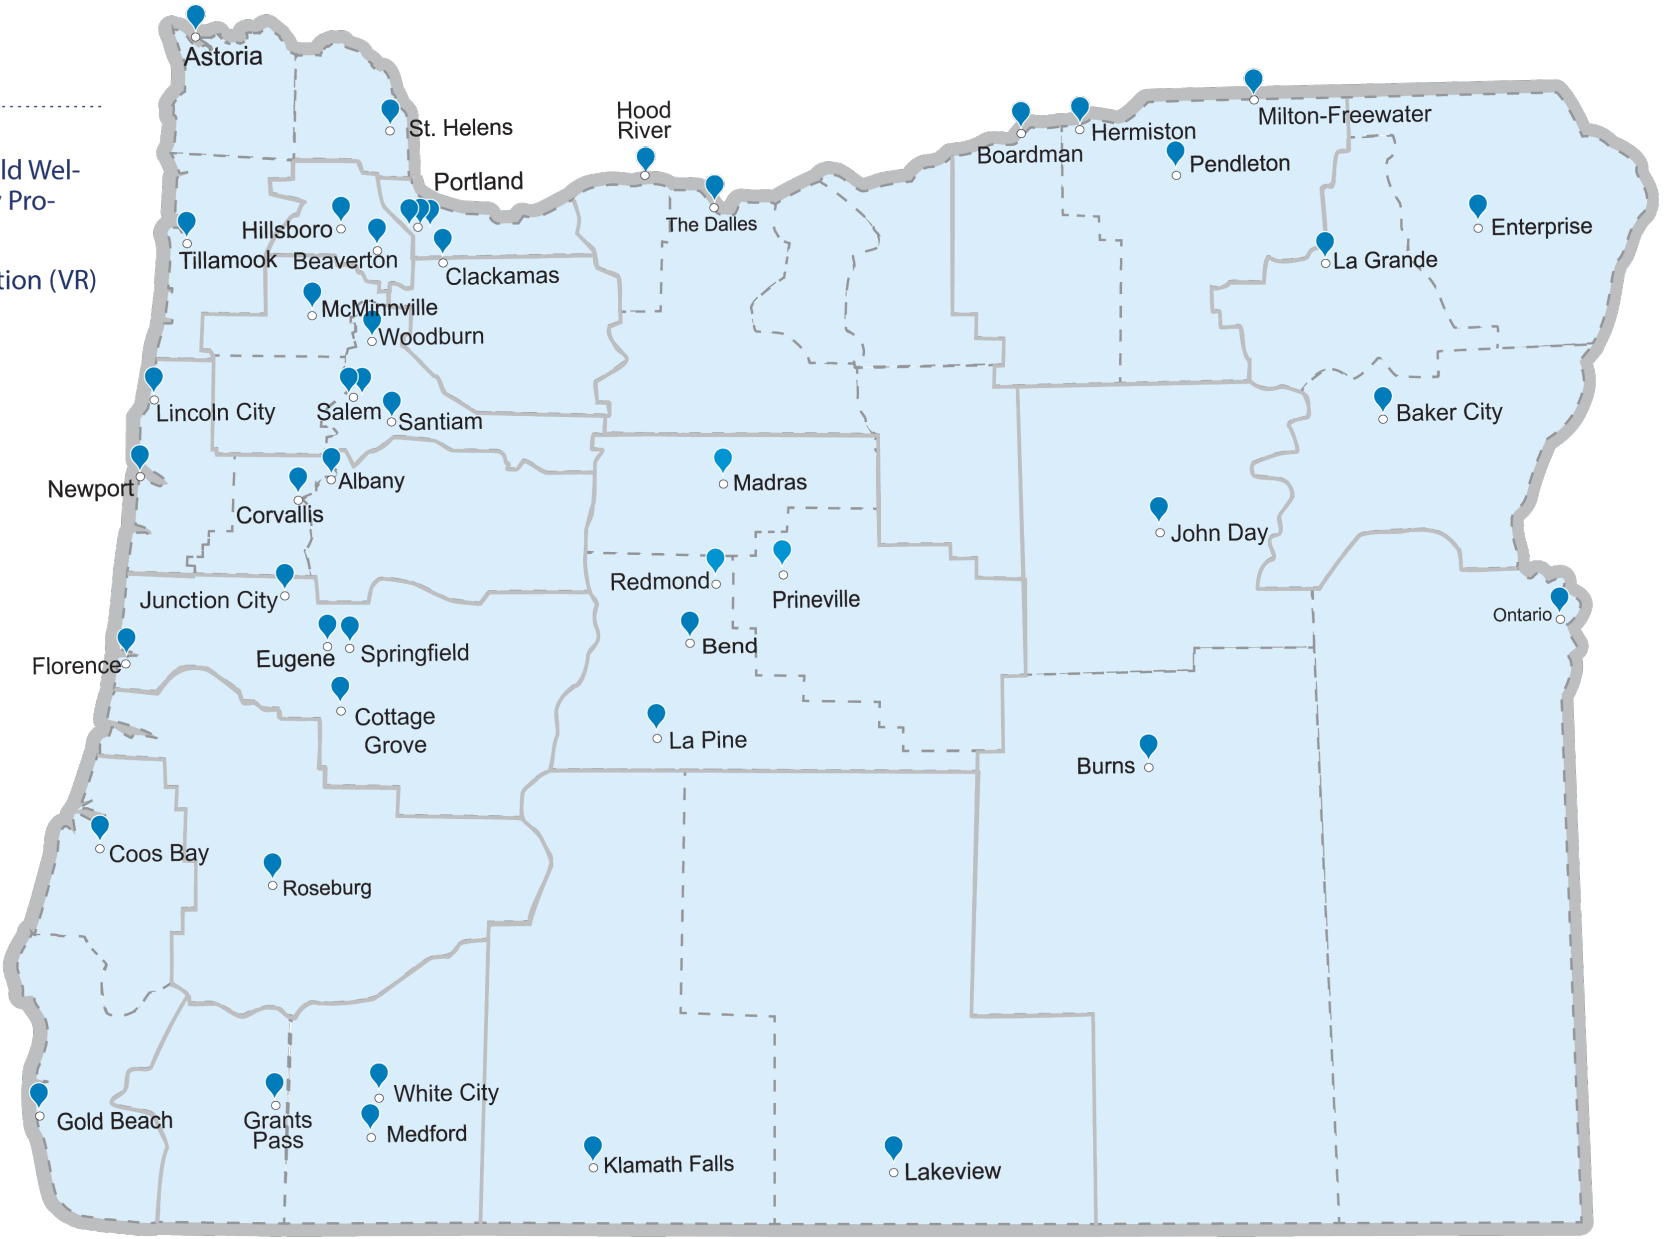 Astoria
ld Wel-
Pro-
tion (VR)
St. Helens
Hood
River
Portland
The Dalles
Boardman
Hermiston
Milton-Freewater
Pendleton
Enterprise
La Grande
Hillsboro
Tillamook
Beaverton
Clackamas
McMinnville
Woodburn
Lincoln City
Salem
Santiam
Baker City
Newport
Albany
Corvallis
Madras
John Day
Junction City
Redmond
Prineville
Ontario
Florence
Eugene
Springfield
Bend
Cottage
Grove
La Pine
Burns
Coos Bay
Roseburg
Gold Beach
Grants
Pass
White City
Medford
Klamath Falls
Lakeview